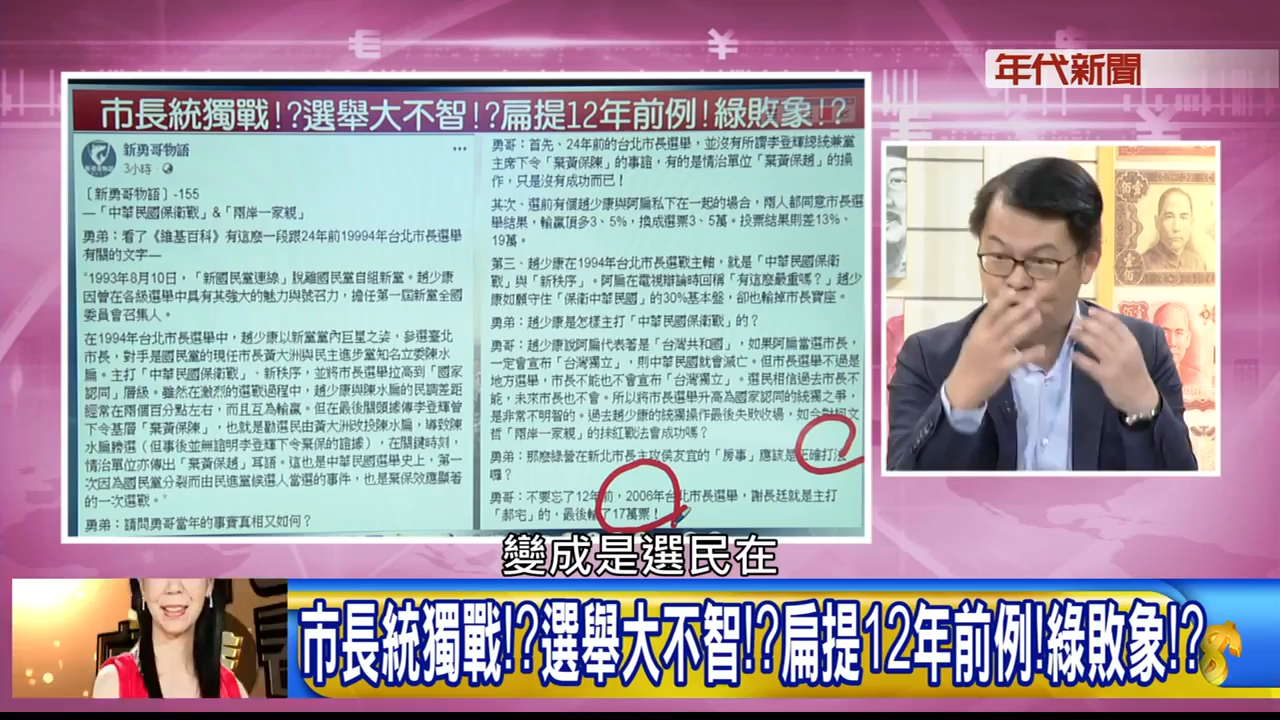 年代新聞
市長統獨戰!?選舉大不智!?扁提12年前例!綠敗象!?
新勇哥物語
3小時
〔新勇哥物語〕-155
—「中華民國保衛戰」&「兩岸一家親」
勇弟：看了《維基百科》有這麼一段跟24年前19994年台北市長選舉
有關的文字—
"1993年8月10日，「新國民黨連線」說離國民黨自組新黨。趙少康
因曾在各級選舉中具有其強大的魅力與號召力，擔任第一屆新黨全國
委員會召集人。
在1994年台北市長選舉中，趙少康以新黨黨內巨星之姿，參選臺北
市長，對手是國民黨的現任市長黃大洲與民主進步黨知名立委陳水
扁。主打「中華民國保衛戰」、新秩序，並將市長選舉拉高到「國家
認同」層級。雖然在激烈的選戰過程中，趙少康與陳水扁的民調差距
經常在兩個百分點左右，而且互為輸贏。但在最後關頭據傳李登輝曾
下令基層「棄黃保陳」，也就是勸選民由黃大洲改投陳水扁，導致陳
水扁勝選（但事後並無證明李登輝下令棄保的證據），在關鍵時刻，
情治單位亦傳出「棄黃保趙」耳語。這也是中華民國選舉史上，第一
次因為國民黨分裂而由民進黨候選人當選的事件，也是棄保效應顯著
的一次選戰。"
勇弟：請問勇哥當年的事實真相又如何？
勇哥：首先、24年前的台北市長選舉，並沒有所謂李登輝總統兼黨
主席下令「棄黃保陳」的事證，有的是情治單位「棄黃保趙」的操
作，只是沒有成功而已！
其次、選前有個趙少康與阿扁私下在一起的場合，兩人都同意市長選
舉結果，輸贏頂多3、5%，換成選票3、5萬。投票結果則差13%、
19萬。
第三、趙少康在1994年台北市長選戰主軸，就是「中華民國保衛
戰」與「新秩序」。阿扁在電視辯論時回稱「有這麼嚴重嗎？」趙少
康如願守住「保衛中華民國」的30%基本盤，卻也輸掉市長寶座。
勇弟：趙少康是怎樣主打「中華民國保衛戰」的？
勇哥：趙少康說阿扁代表著是「台灣共和國」，如果阿扁當選市長，
一定會宣布「台灣獨立」，則中華民國就會滅亡。但市長選舉不過是
地方選舉，市長不能也不會宣布「台灣獨立」。選民相信過去市長不
能，未來市長也不會。所以將市長選舉升高為國家認同的統獨之爭，
是非常不明智的。過去趙少康的統獨操作最後失敗收場，如今對柯文
哲「兩岸一家親」的抹紅戰法會成功嗎？
勇弟：那麼綠營在新北市長主攻侯友宜的「房事」應該是正確打法
囉？
勇哥：不要忘了12年前，2006年台北市長選舉，謝長廷就是主打
「郝宅」的，最後輸了17萬票！
變成是選民在
市長統獨戰!?選舉大不智!?扁提12年前例!綠敗象!?